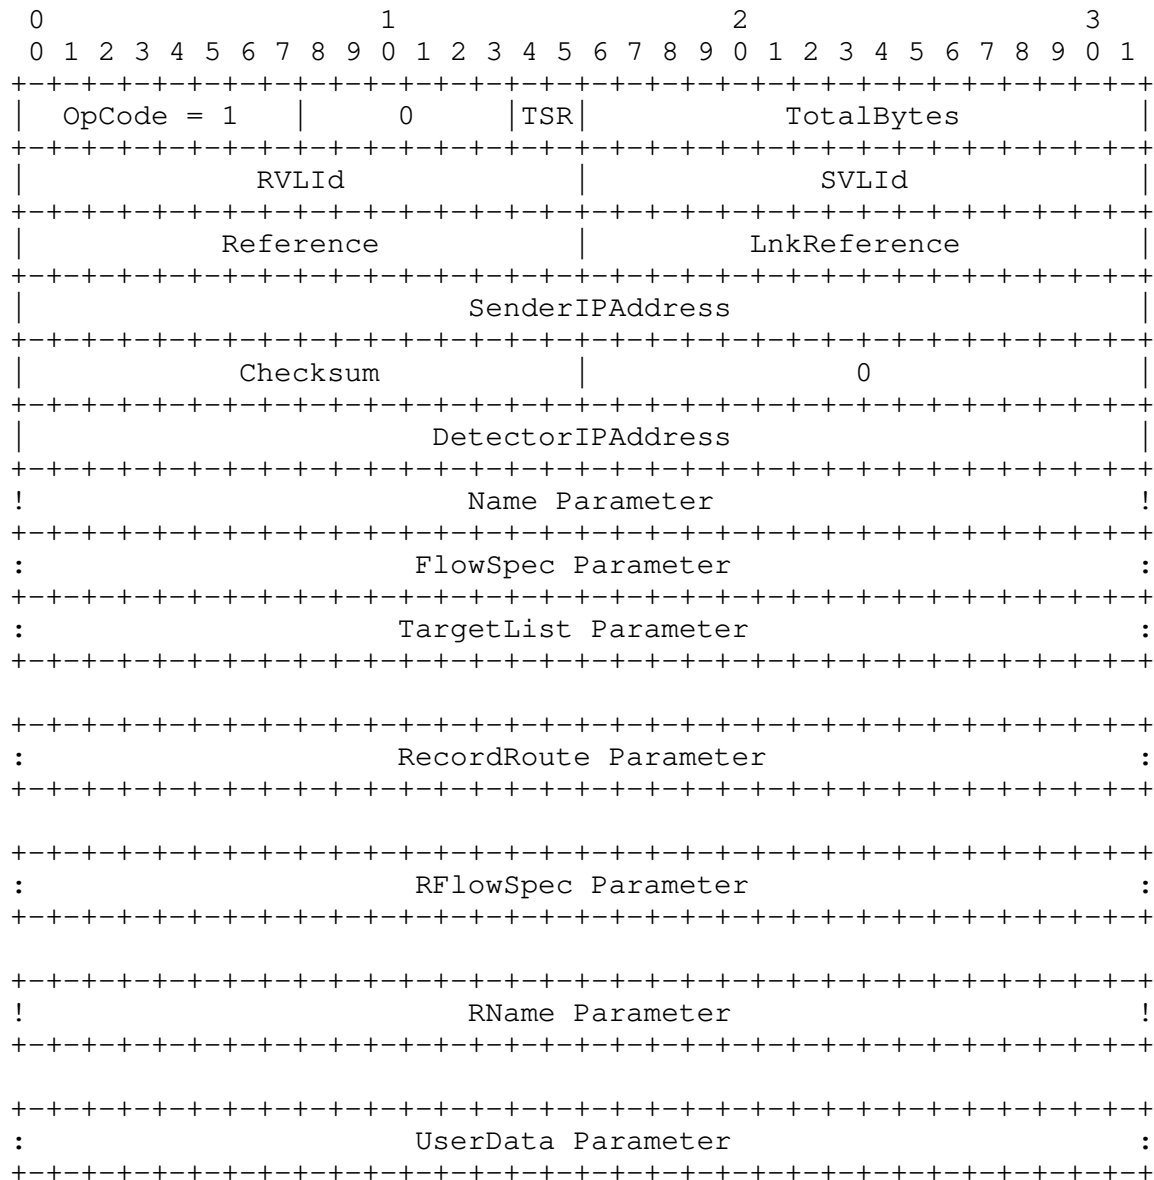 0                   1                   2                   3
 0 1 2 3 4 5 6 7 8 9 0 1 2 3 4 5 6 7 8 9 0 1 2 3 4 5 6 7 8 9 0 1
+-+-+-+-+-+-+-+-+-+-+-+-+-+-+-+-+-+-+-+-+-+-+-+-+-+-+-+-+-+-+-+-+
|  OpCode = 1   |     0     |TSR|           TotalBytes          |
+-+-+-+-+-+-+-+-+-+-+-+-+-+-+-+-+-+-+-+-+-+-+-+-+-+-+-+-+-+-+-+-+
|             RVLId             |             SVLId             |
+-+-+-+-+-+-+-+-+-+-+-+-+-+-+-+-+-+-+-+-+-+-+-+-+-+-+-+-+-+-+-+-+
|           Reference           |         LnkReference          |
+-+-+-+-+-+-+-+-+-+-+-+-+-+-+-+-+-+-+-+-+-+-+-+-+-+-+-+-+-+-+-+-+
|                         SenderIPAddress                       |
+-+-+-+-+-+-+-+-+-+-+-+-+-+-+-+-+-+-+-+-+-+-+-+-+-+-+-+-+-+-+-+-+
|            Checksum           |               0               |
+-+-+-+-+-+-+-+-+-+-+-+-+-+-+-+-+-+-+-+-+-+-+-+-+-+-+-+-+-+-+-+-+
|                       DetectorIPAddress                       |
+-+-+-+-+-+-+-+-+-+-+-+-+-+-+-+-+-+-+-+-+-+-+-+-+-+-+-+-+-+-+-+-+
!                         Name Parameter                        !
+-+-+-+-+-+-+-+-+-+-+-+-+-+-+-+-+-+-+-+-+-+-+-+-+-+-+-+-+-+-+-+-+
:                      FlowSpec Parameter                       :
+-+-+-+-+-+-+-+-+-+-+-+-+-+-+-+-+-+-+-+-+-+-+-+-+-+-+-+-+-+-+-+-+
:                     TargetList Parameter                      :
+-+-+-+-+-+-+-+-+-+-+-+-+-+-+-+-+-+-+-+-+-+-+-+-+-+-+-+-+-+-+-+-+

+-+-+-+-+-+-+-+-+-+-+-+-+-+-+-+-+-+-+-+-+-+-+-+-+-+-+-+-+-+-+-+-+
:                     RecordRoute Parameter                     :
+-+-+-+-+-+-+-+-+-+-+-+-+-+-+-+-+-+-+-+-+-+-+-+-+-+-+-+-+-+-+-+-+

+-+-+-+-+-+-+-+-+-+-+-+-+-+-+-+-+-+-+-+-+-+-+-+-+-+-+-+-+-+-+-+-+
:                      RFlowSpec Parameter                      :
+-+-+-+-+-+-+-+-+-+-+-+-+-+-+-+-+-+-+-+-+-+-+-+-+-+-+-+-+-+-+-+-+

+-+-+-+-+-+-+-+-+-+-+-+-+-+-+-+-+-+-+-+-+-+-+-+-+-+-+-+-+-+-+-+-+
!                         RName Parameter                       !
+-+-+-+-+-+-+-+-+-+-+-+-+-+-+-+-+-+-+-+-+-+-+-+-+-+-+-+-+-+-+-+-+

+-+-+-+-+-+-+-+-+-+-+-+-+-+-+-+-+-+-+-+-+-+-+-+-+-+-+-+-+-+-+-+-+
:                      UserData Parameter                       :
+-+-+-+-+-+-+-+-+-+-+-+-+-+-+-+-+-+-+-+-+-+-+-+-+-+-+-+-+-+-+-+-+